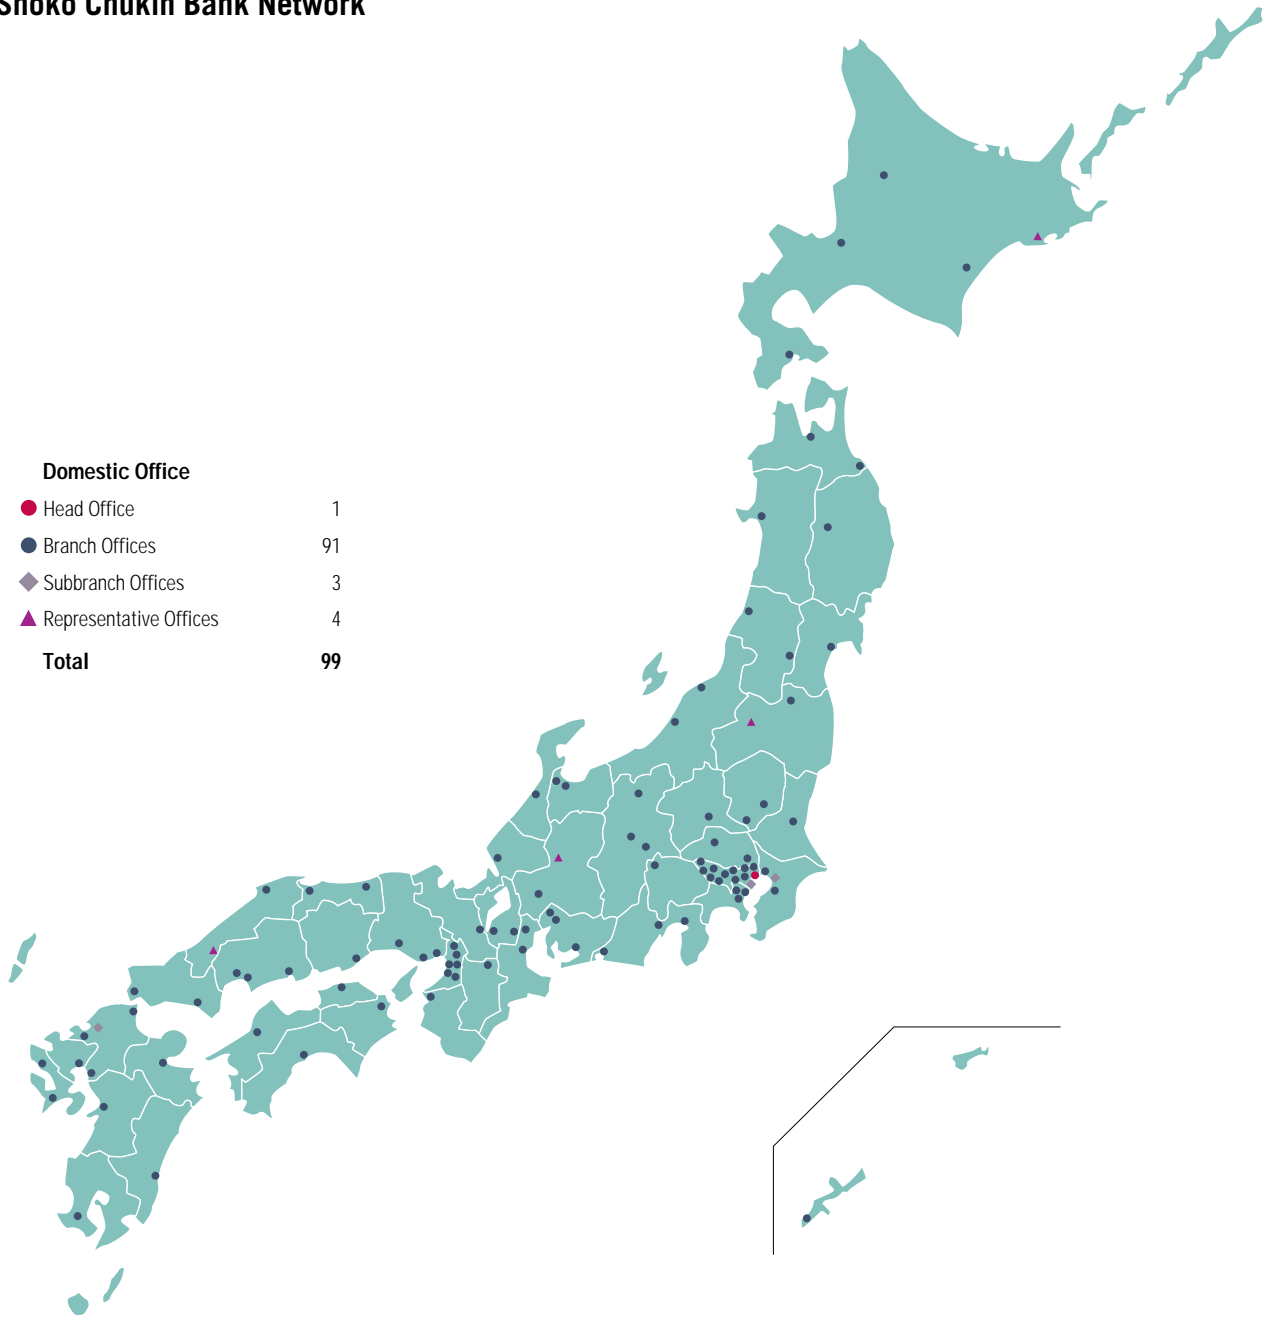 Shoko Chukin Bank Network
Domestic Office
Head Office 1
Branch Offices 91
Subbranch Offices 3
Representative Offices 4
Total 99